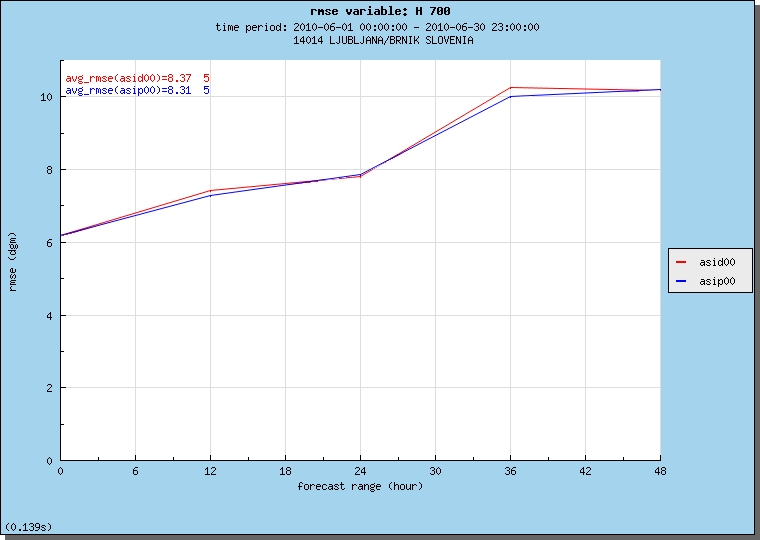 rmse variable: H 700
time period: 2010-06-01 00:00:00 - 2010-06-30 23:00:00
14014 LJUBLJANA/BRNIK SLOVENIA
avg_rmse(asid00)=8.37 5
avg_rmse(asip00)=8.31 5
10
8
6
4
2
0
rmse (dgm)
asid00
asip00
0 6 12 18 24 30 36 42 48
forecast range (hour)
(0.139s)